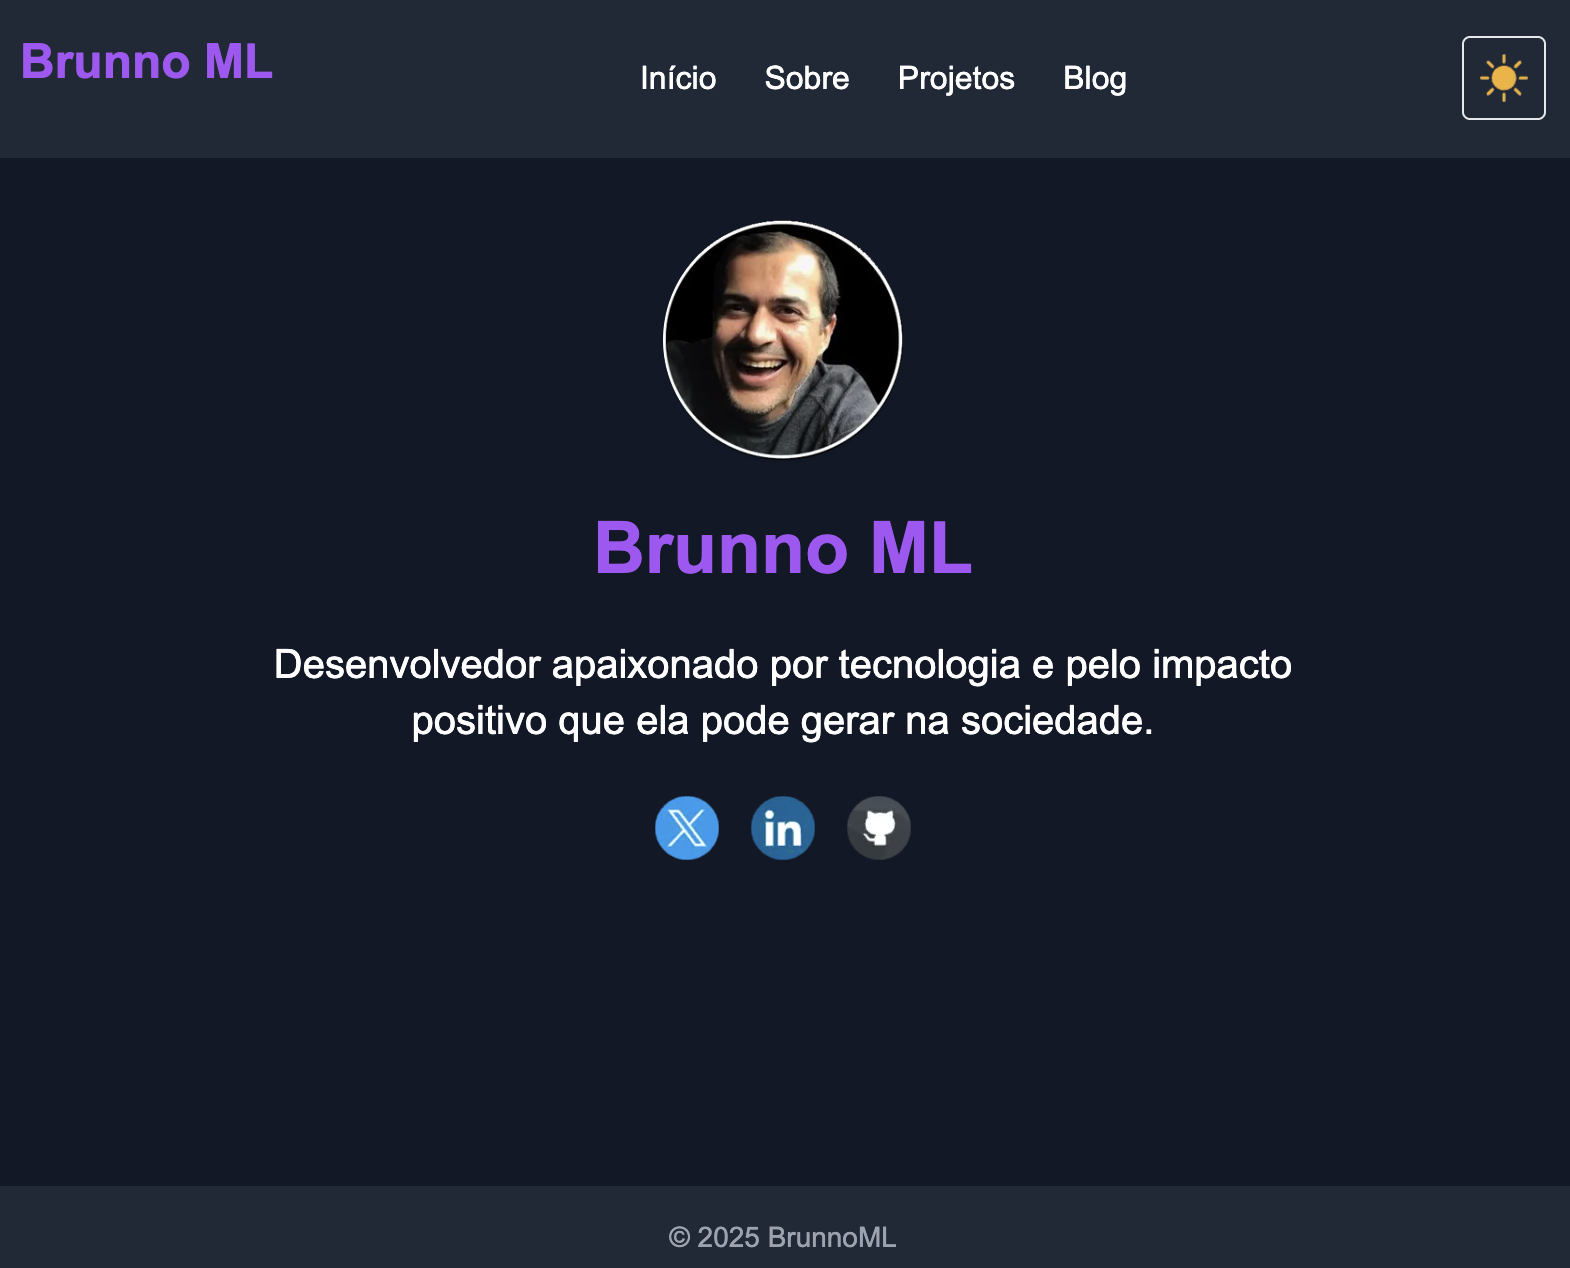 Brunno ML
Início Sobre Projetos Blog
Brunno ML
Desenvolvedor apaixonado por tecnologia e pelo impacto
positivo que ela pode gerar na sociedade.
X in
© 2025 BrunnoML